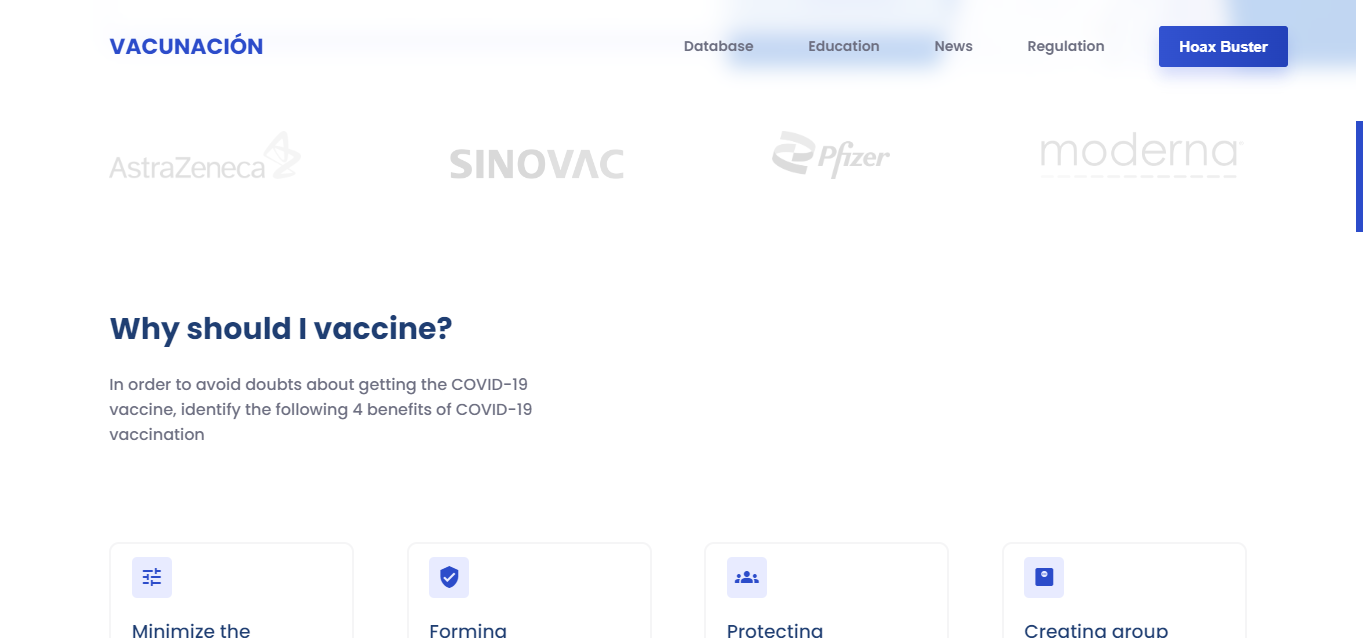 VACUNACIÓN
Database
Education
News
Regulation
Hoax Buster
AstraZeneca
SINOVAC
Pfizer
moderna
Why should I vaccine?
In order to avoid doubts about getting the COVID-19
vaccine, identify the following 4 benefits of COVID-19
vaccination
Minimize the
Forming
Protecting
Creating group